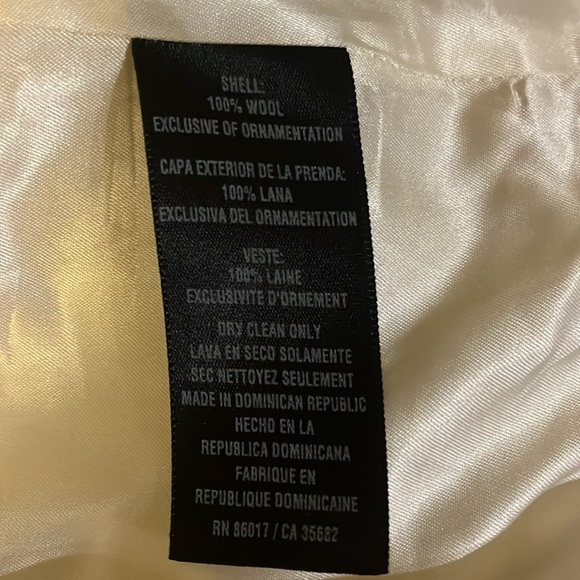 SHELL:
100% WOOL
EXCLUSIVE OF ORNAMENTATION
CAPA EXTERIOR DE LA PRENDA:
100% LANA
EXCLUSIVA DEL ORNAMENTATION
VESTE:
100% LAINE
EXCLUSIVITE D'ORNEMENT
DRY CLEAN ONLY
LAVA EN SECO SOLAMENTE
SEC NETTOYEZ SEULEMENT
MADE IN DOMINICAN REPUBLIC
HECHO EN LA
REPUBLICA DOMINICANA
FABRIQUE EN
REPUBLIQUE DOMINICAINE
RN 86017 / CA 35682